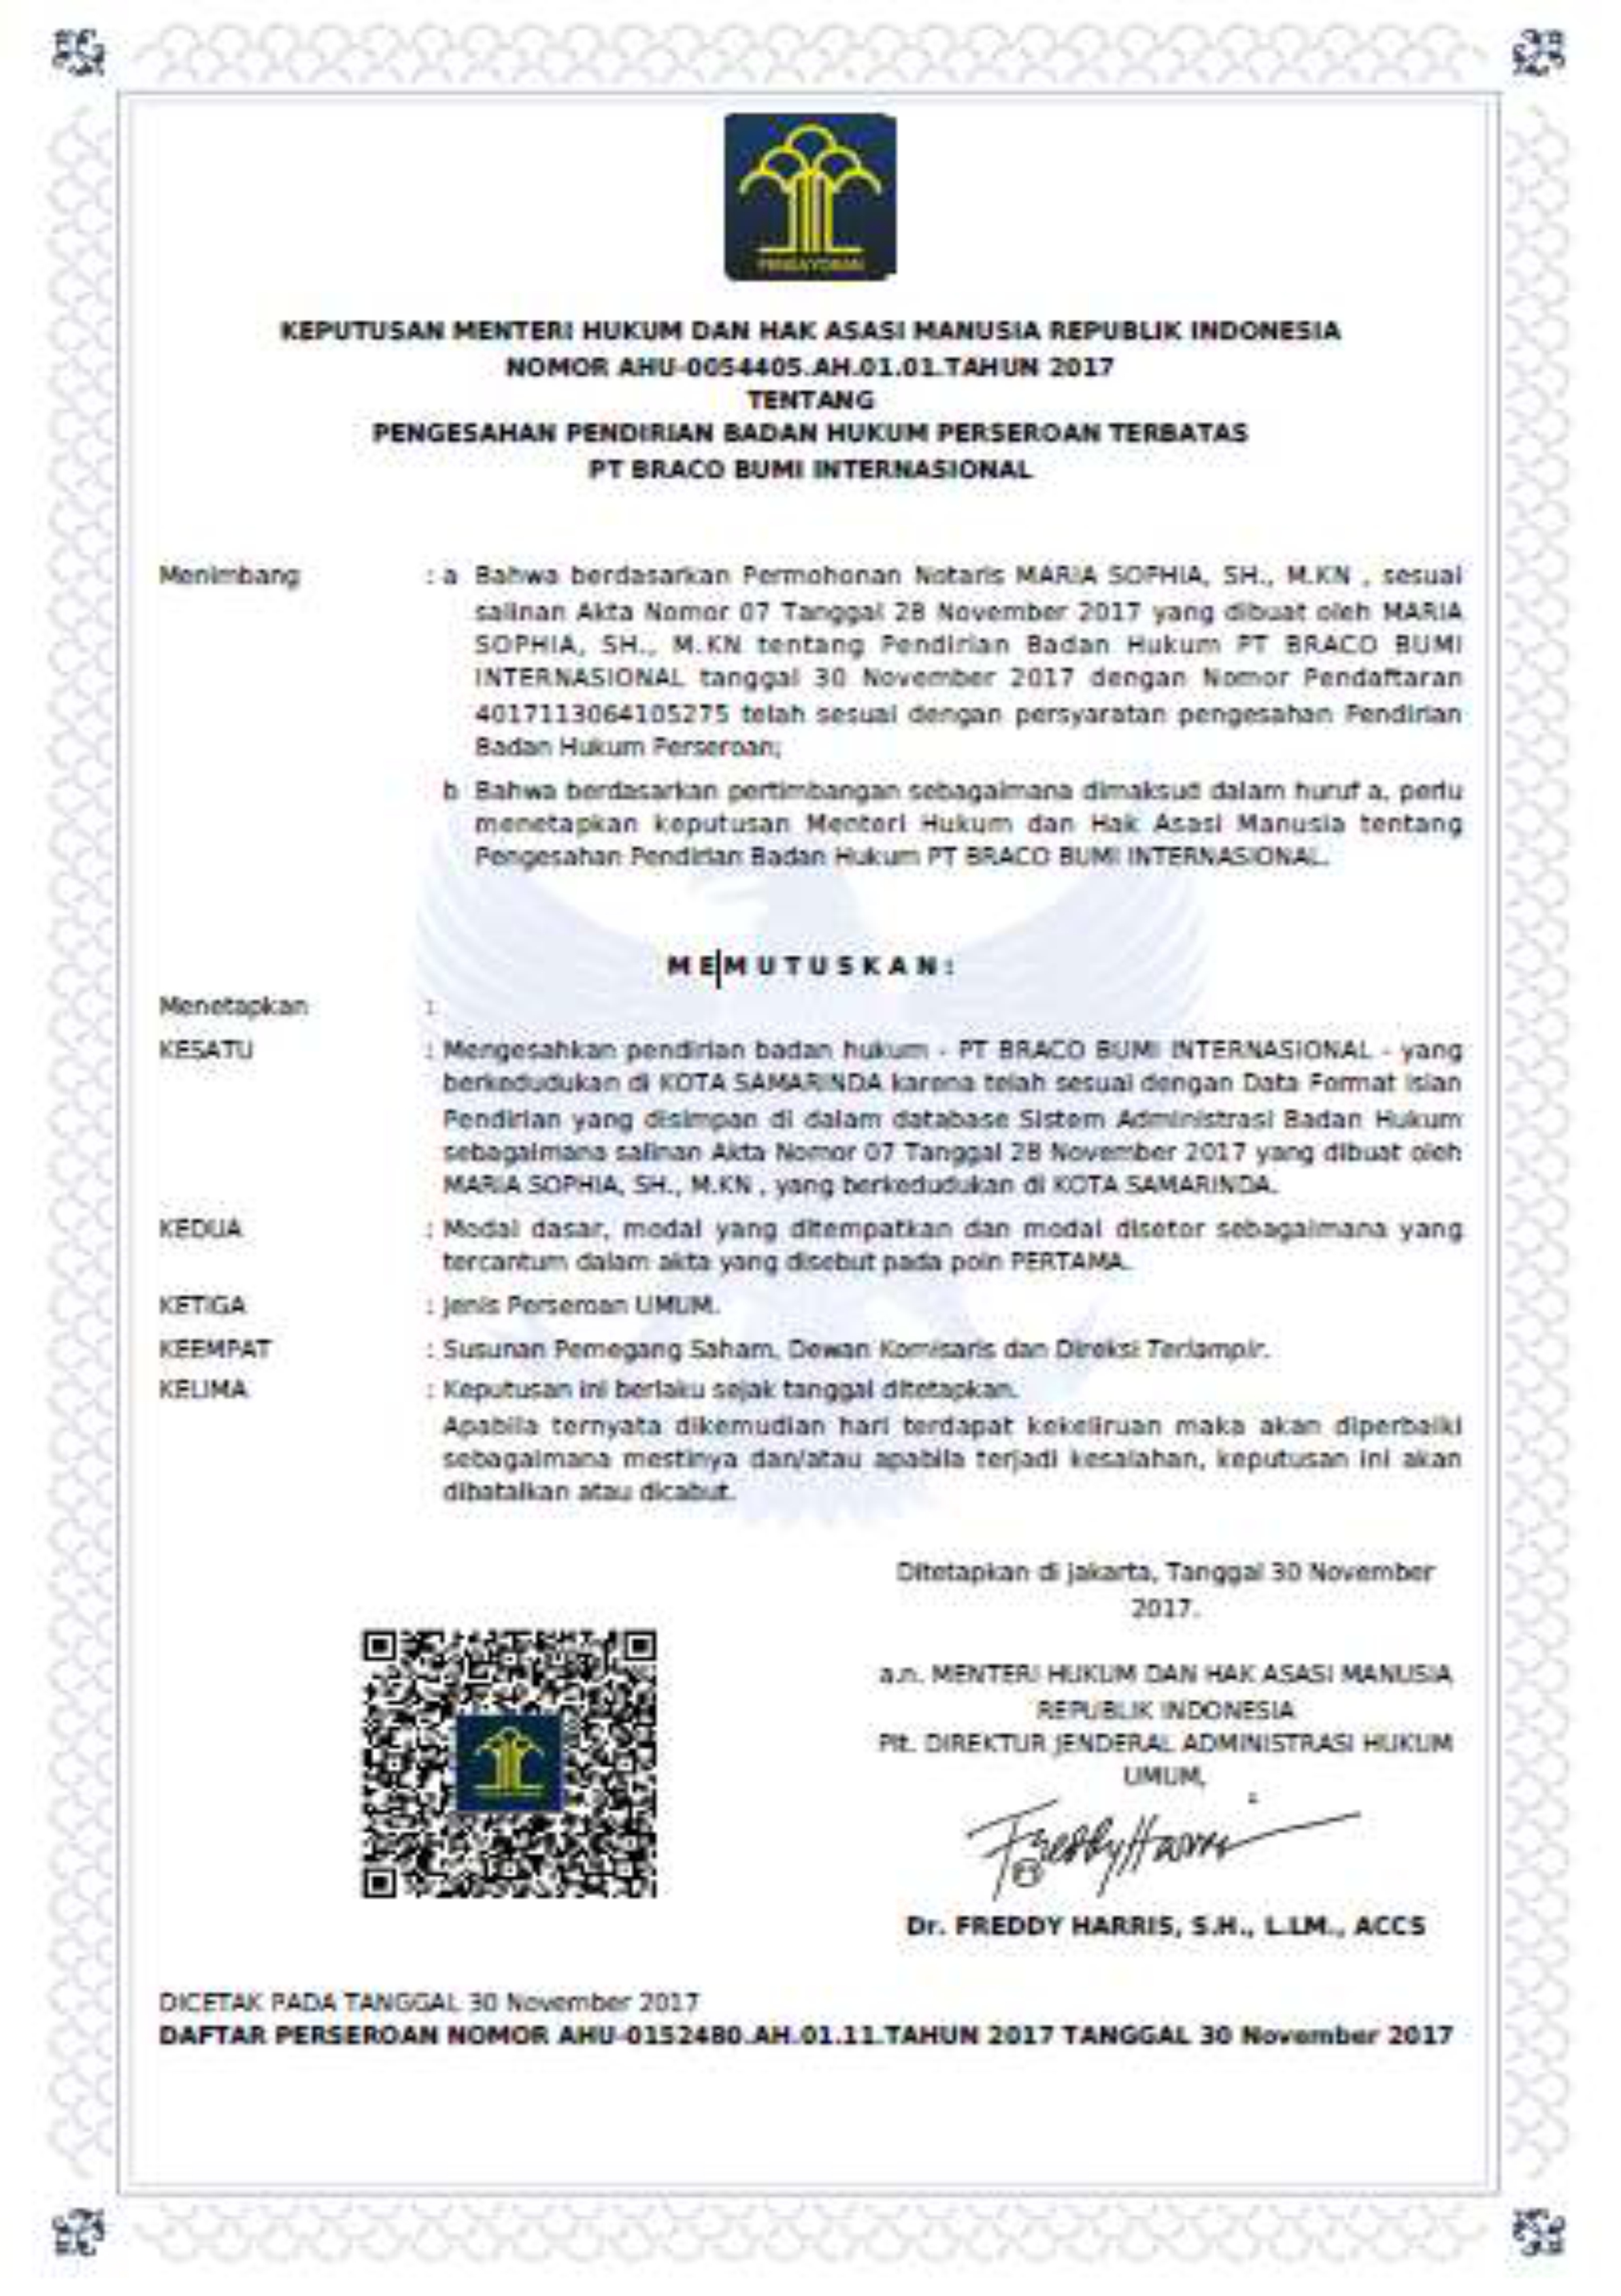 PENGAYOMAN
KEPUTUSAN MENTERI HUKUM DAN HAK ASASI MANUSIA REPUBLIK INDONESIA
NOMOR AHU-0054405.AH.01.01.TAHUN 2017
TENTANG
PENGESAHAN PENDIRIAN BADAN HUKUM PERSEROAN TERBATAS
PT BRACO BUMI INTERNASIONAL
Menimbang : a Bahwa berdasarkan Permohonan Notaris MARIA SOPHIA, SH., M.KN , sesuai
salinan Akta Nomor 07 Tanggal 28 November 2017 yang dibuat oleh MARIA
SOPHIA, SH., M.KN tentang Pendirian Badan Hukum PT BRACO BUMI
INTERNASIONAL tanggal 30 November 2017 dengan Nomor Pendaftaran
4017113064105275 telah sesuai dengan persyaratan pengesahan Pendirian
Badan Hukum Perseroan;
b Bahwa berdasarkan pertimbangan sebagaimana dimaksud dalam huruf a, perlu
menetapkan keputusan Menteri Hukum dan Hak Asasi Manusia tentang
Pengesahan Pendirian Badan Hukum PT BRACO BUMI INTERNASIONAL.
MEMUTUSKAN:
Menetapkan :
KESATU : Mengesahkan pendirian badan hukum - PT BRACO BUMI INTERNASIONAL - yang
berkedudukan di KOTA SAMARINDA karena telah sesuai dengan Data Format Isian
Pendirian yang disimpan di dalam database Sistem Administrasi Badan Hukum
sebagaimana salinan Akta Nomor 07 Tanggal 28 November 2017 yang dibuat oleh
MARIA SOPHIA, SH., M.KN , yang berkedudukan di KOTA SAMARINDA.
KEDUA : Modal dasar, modal yang ditempatkan dan modal disetor sebagaimana yang
tercantum dalam akta yang disebut pada poin PERTAMA.
KETIGA : Jenis Perseroan UMUM.
KEEMPAT : Susunan Pemegang Saham, Dewan Komisaris dan Direksi Terlampir.
KELIMA : Keputusan ini berlaku sejak tanggal ditetapkan.
Apabila ternyata dikemudian hari terdapat kekeliruan maka akan diperbaiki
sebagaimana mestinya dan/atau apabila terjadi kesalahan, keputusan ini akan
dibatalkan atau dicabut.
Ditetapkan di Jakarta, Tanggal 30 November
2017.
a.n. MENTERI HUKUM DAN HAK ASASI MANUSIA
REPUBLIK INDONESIA
Plt. DIREKTUR JENDERAL ADMINISTRASI HUKUM
UMUM,
Freddy Harris
Dr. FREDDY HARRIS, S.H., L.LM., ACCS
DICETAK PADA TANGGAL 30 November 2017
DAFTAR PERSEROAN NOMOR AHU-0152480.AH.01.11.TAHUN 2017 TANGGAL 30 November 2017